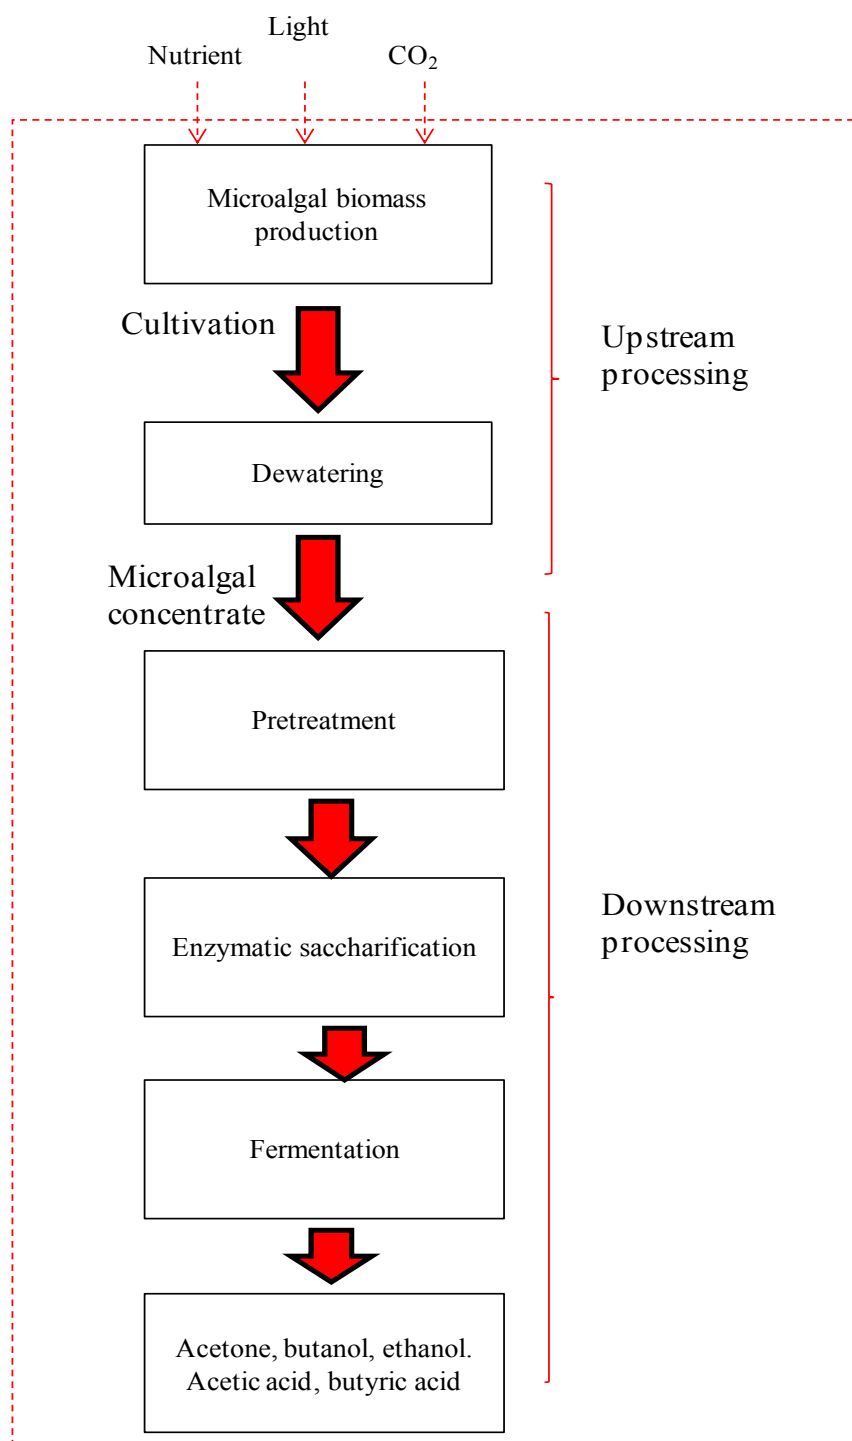 Light
Nutrient
CO₂
Microalgal biomass
production
Cultivation
Upstream
processing
Dewatering
Microalgal
concentrate
Pretreatment
Downstream
processing
Enzymatic saccharification
Fermentation
Acetone, butanol, ethanol.
Acetic acid, butyric acid